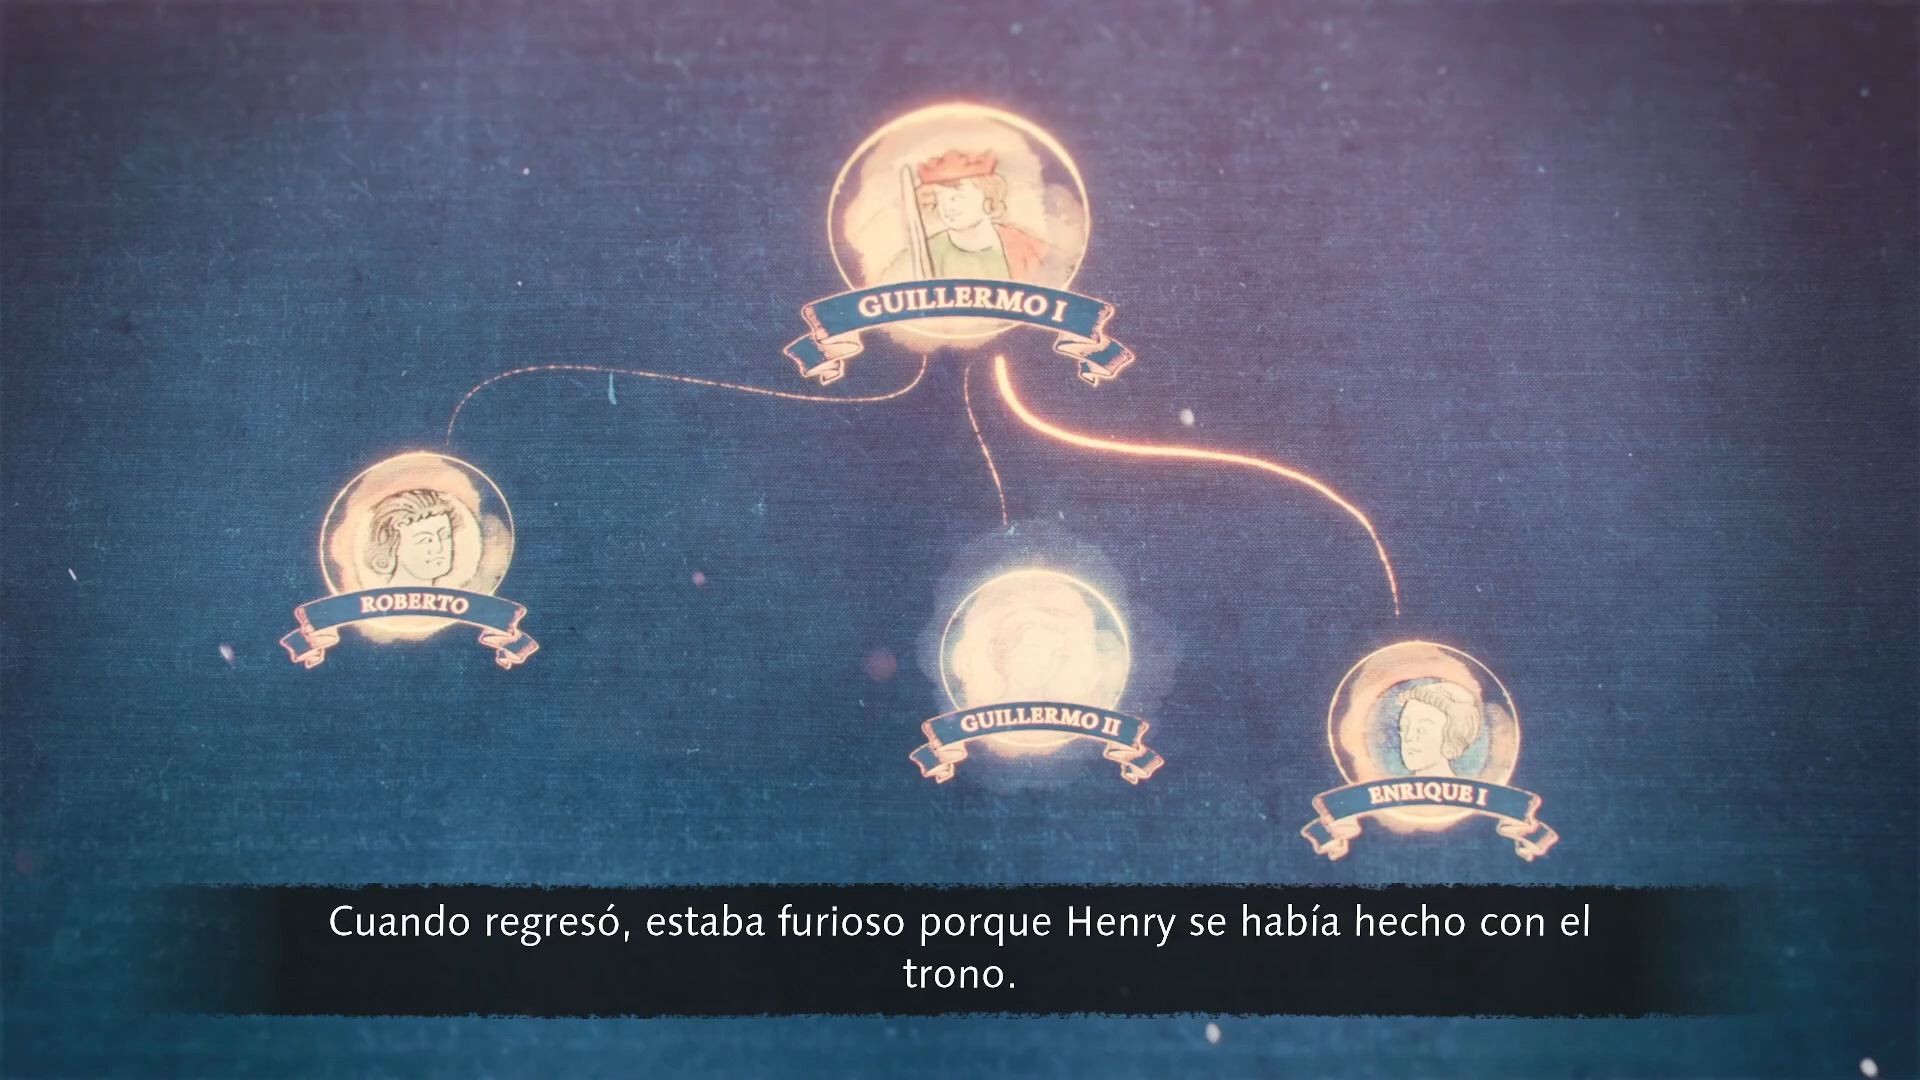 GUILLERMO I
ROBERTO
GUILLERMO II
ENRIQUE I
Cuando regresó, estaba furioso porque Henry se había hecho con el
trono.